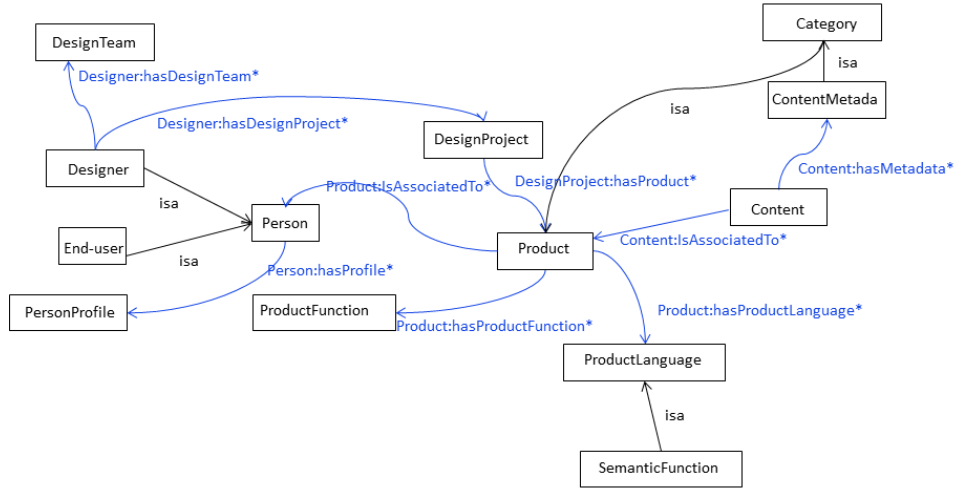 Category
DesignTeam
isa
Designer:hasDesignTeam*
isa
ContentMetada
Designer:hasDesignProject*
DesignProject
Designer
Content:hasMetadata*
DesignProject:hasProduct*
Product:IsAssociatedTo*
isa
Content
Person
End-user
Product
Content:IsAssociatedTo*
isa
Person:hasProfile*
PersonProfile
ProductFunction
Product:hasProductLanguage*
Product:hasProductFunction*
ProductLanguage
isa
SemanticFunction